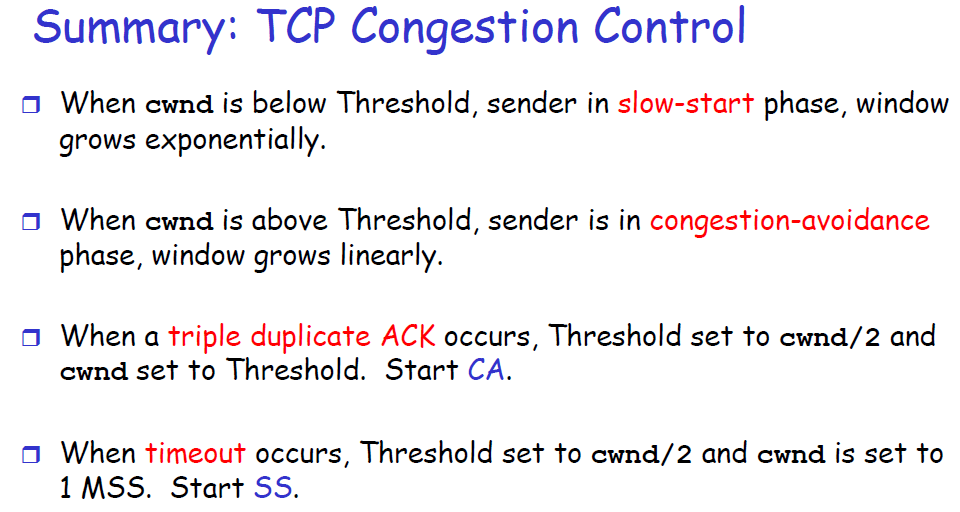 Summary: TCP Congestion Control
When cwnd is below Threshold, sender in slow-start phase, window
grows exponentially.
When cwnd is above Threshold, sender is in congestion-avoidance
phase, window grows linearly.
When a triple duplicate ACK occurs, Threshold set to cwnd/2 and
cwnd set to Threshold. Start CA.
When timeout occurs, Threshold set to cwnd/2 and cwnd is set to
1 MSS. Start SS.